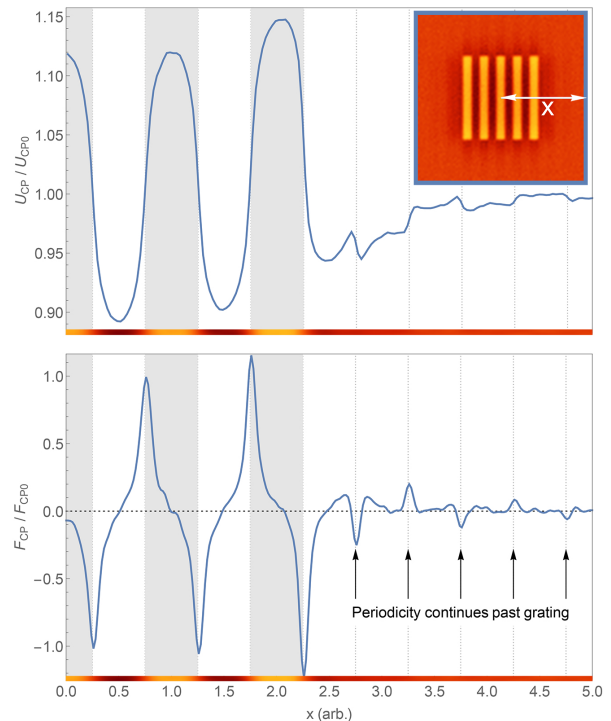 1.15
1.10
1.05
1.00
0.95
0.90
U_CP / U_CP0
X
1.0
0.5
0.0
-0.5
-1.0
F_CP / F_CP0
Periodicity continues past grating
0.0 0.5 1.0 1.5 2.0 2.5 3.0 3.5 4.0 4.5 5.0
x (arb.)